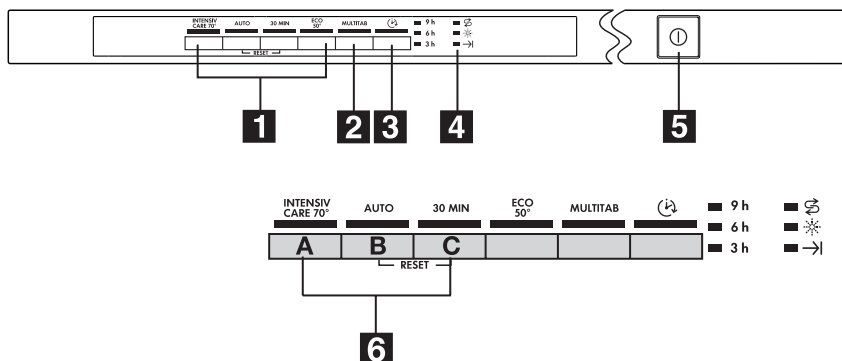 INTENSIV CARE 70°
AUTO
30 MIN
ECO 50°
MULTITAB
9 h
6 h
3 h
RESET
1
2
3
4
5
INTENSIV CARE 70°
AUTO
30 MIN
ECO 50°
MULTITAB
9 h
6 h
3 h
A
B
C
RESET
6